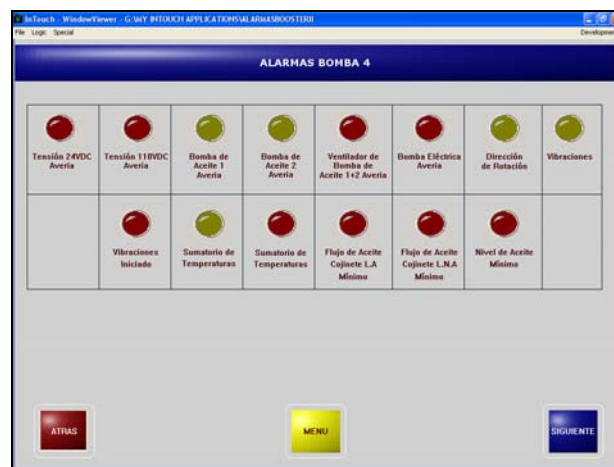 InTouch - WindowViewer - G:\MY INTOUCH APPLICATIONS\ALARMASBOOSTERII
File Logic Special Development
ALARMAS BOMBA 4
Tensión 24VDC
Avería
Tensión 110VDC
Avería
Bomba de
Aceite 1
Avería
Bomba de
Aceite 2
Avería
Ventilador de
Bomba de
Aceite 1+2 Avería
Bomba Eléctrica
Avería
Dirección
de Rotación
Vibraciones
Vibraciones
Iniciado
Sumatorio de
Temperaturas
Sumatorio de
Temperaturas
Flujo de Aceite
Cojinete L.A
Mínimo
Flujo de Aceite
Cojinete L.N.A
Mínimo
Nivel de Aceite
Mínimo
ATRAS
MENU
SIGUIENTE